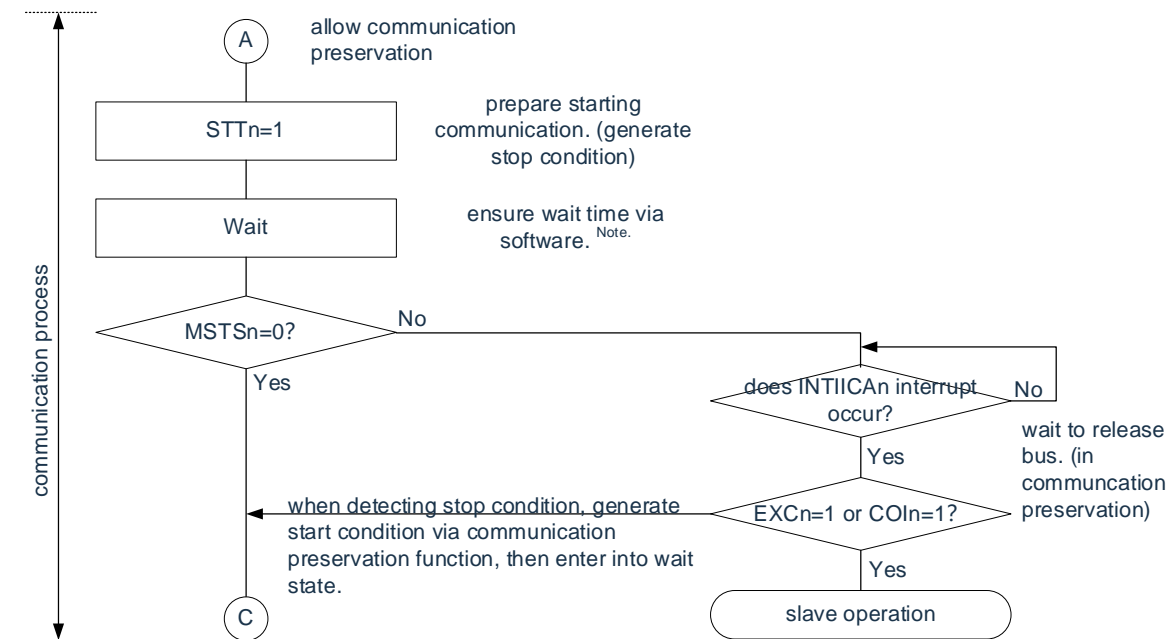 A
allow communication
preservation
STTn=1
prepare starting
communication. (generate
stop condition)
Wait
ensure wait time via
software. Note.
communication process
MSTSn=0?
No
Yes
does INTIICAn interrupt
occur?
No
Yes
wait to release
bus. (in
communcation
preservation)
EXCn=1 or COIn=1?
when detecting stop condition, generate
start condition via communication
preservation function, then enter into wait
state.
Yes
C
slave operation